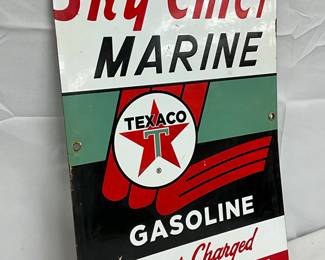 Sky Chief
MARINE
TEXACO
T
®
GASOLINE
Charged